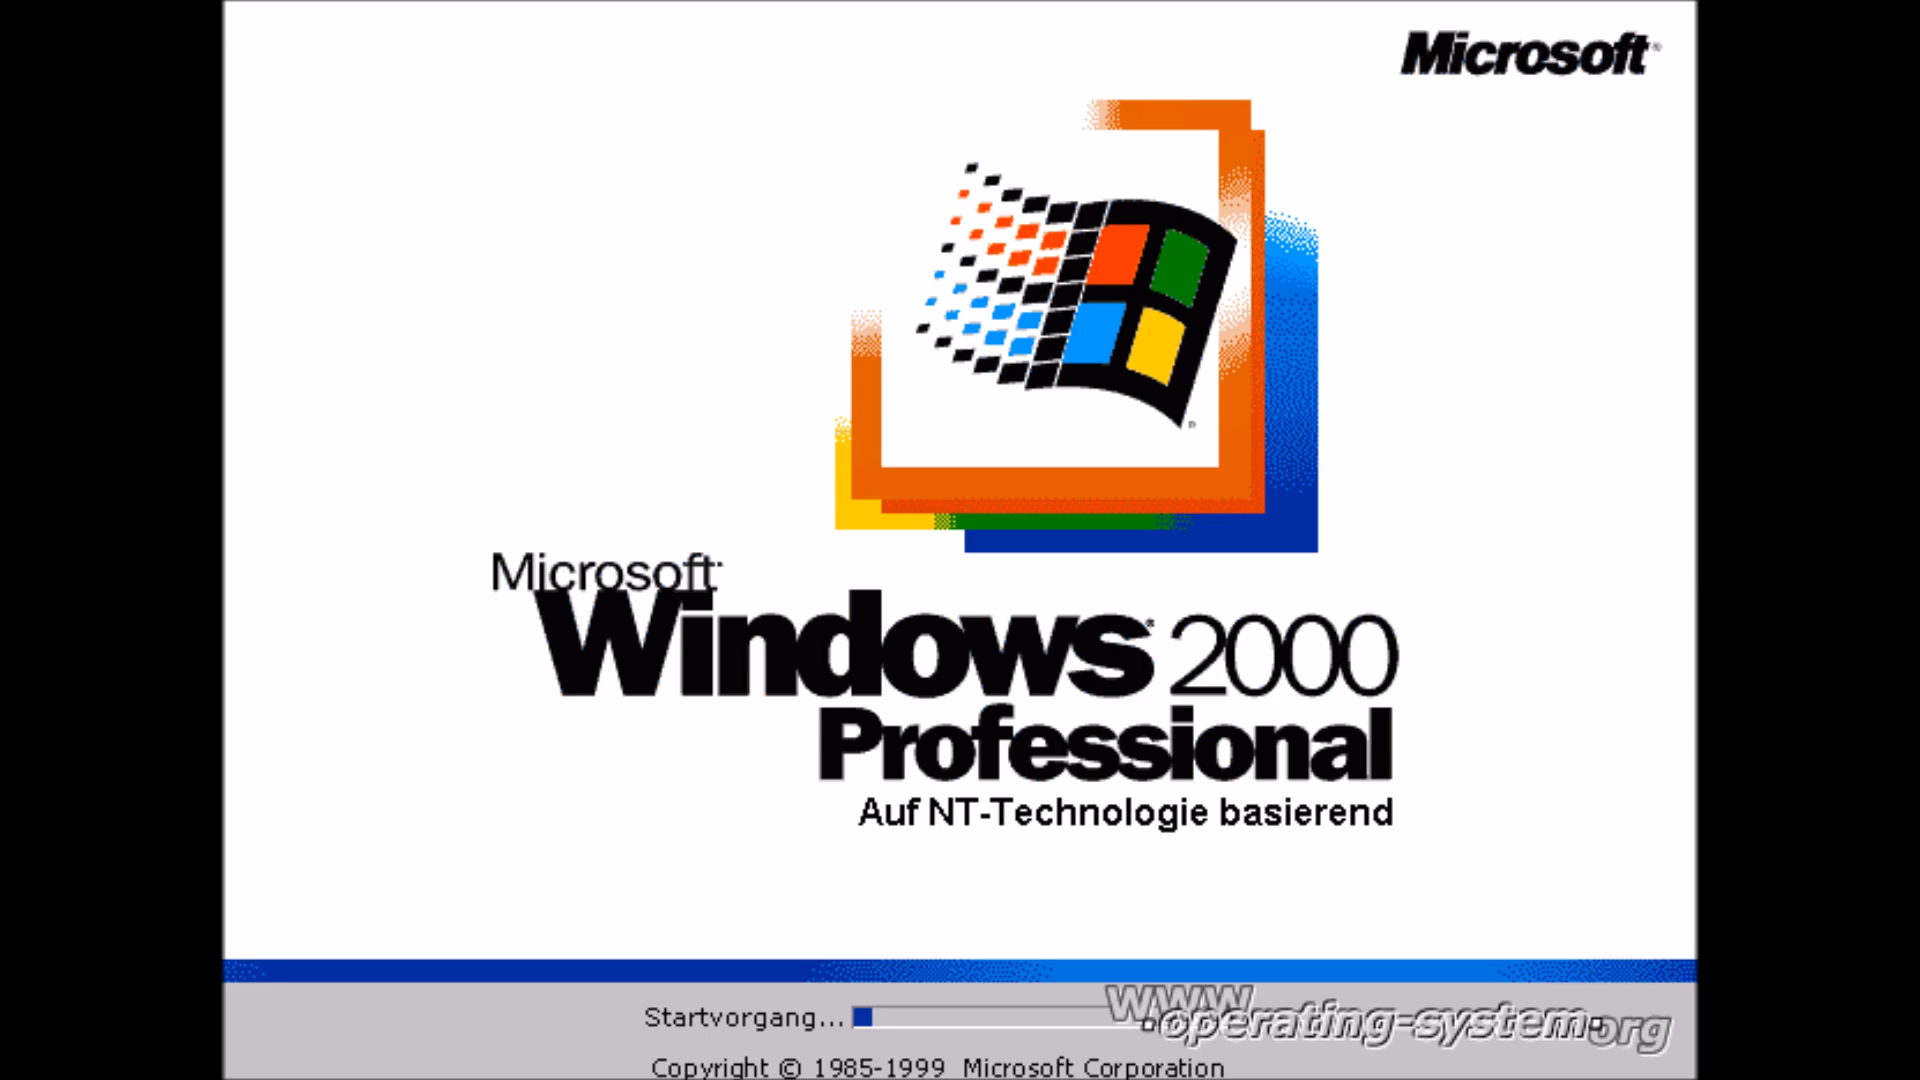 Microsoft®
Microsoft
Windows® 2000
Professional
Auf NT-Technologie basierend
Startvorgang...
www.operating-system.org
Copyright © 1985-1999 Microsoft Corporation